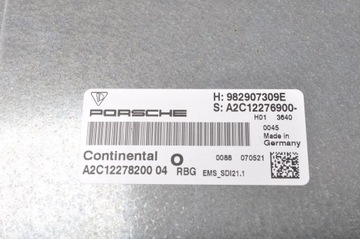 PORSCHE
H: 982907309E
S: A2C12276900-
H01 3640
0045
Made in
Germany
Continental
0088 070521
A2C12278200 04 RBG EMS_SDI21.1